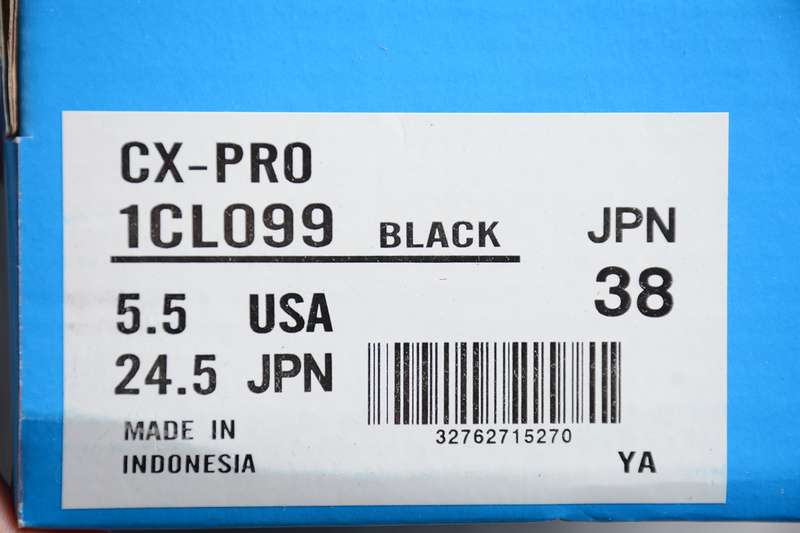 CX-PRO
1CL099 BLACK
JPN
38
5.5 USA
24.5 JPN
32762715270
MADE IN
INDONESIA
YA